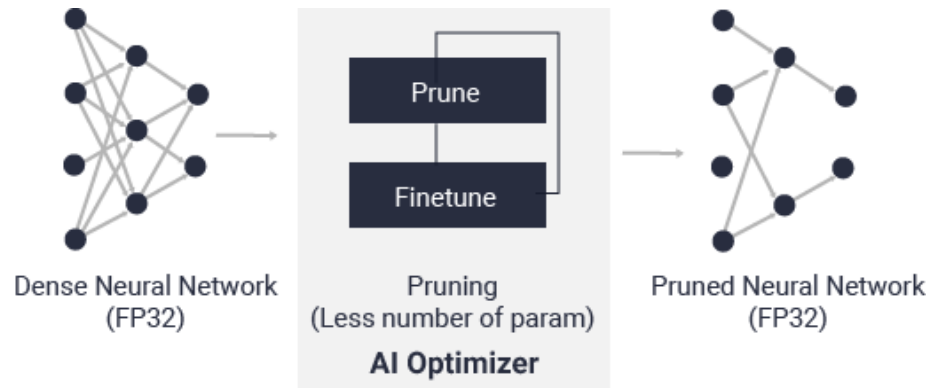 Prune
Finetune
Dense Neural Network
(FP32)
Pruning
(Less number of param)
AI Optimizer
Pruned Neural Network
(FP32)